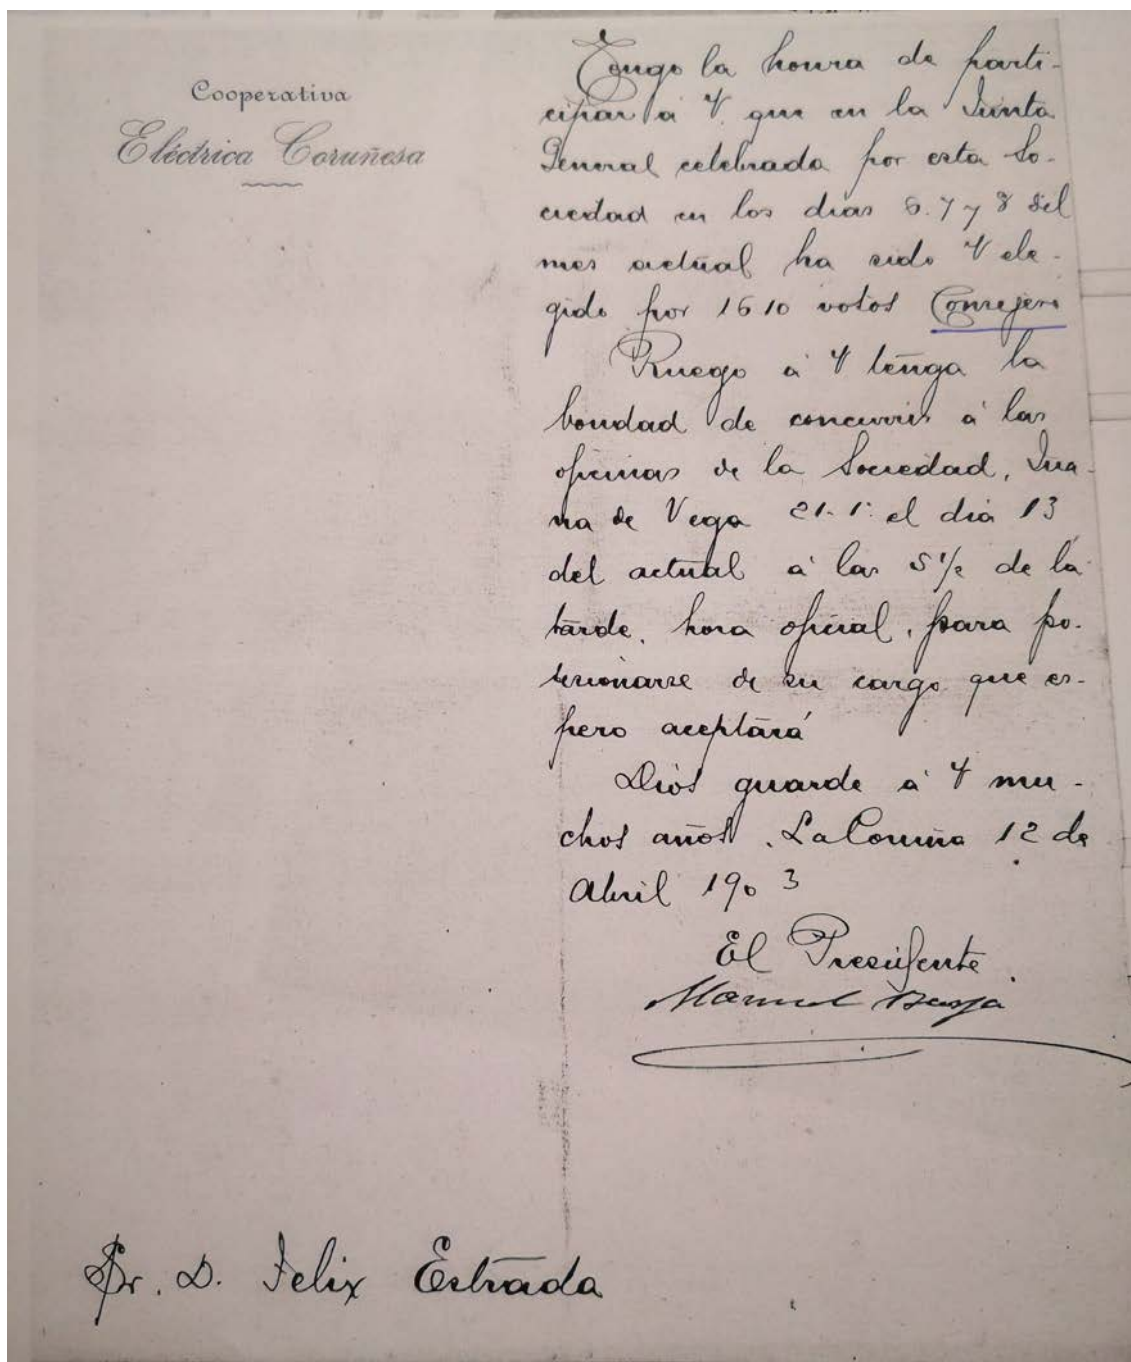 Cooperativa
Eléctrica Coruñesa
Tengo la honra de parti-
cipar á V. que en la Junta
General celebrada por esta So-
ciedad en los dias 6.7 y 8 del
mes actual ha sido V ele-
gido por 1610 votos Consejero
Ruego á V tenga la
bondad de concurrir á las
oficinas de la Sociedad, Jua-
na de Vega 21-1º el dia 13
del actual á las 5 1/2 de la
tarde, hora oficial, para po-
sesionarse de su cargo que es-
pero aceptará
Dios guarde á V mu-
chos años. La Coruña 12 de
Abril 1903
El Presidente
Manuel
Sr. D. Felix Estrada